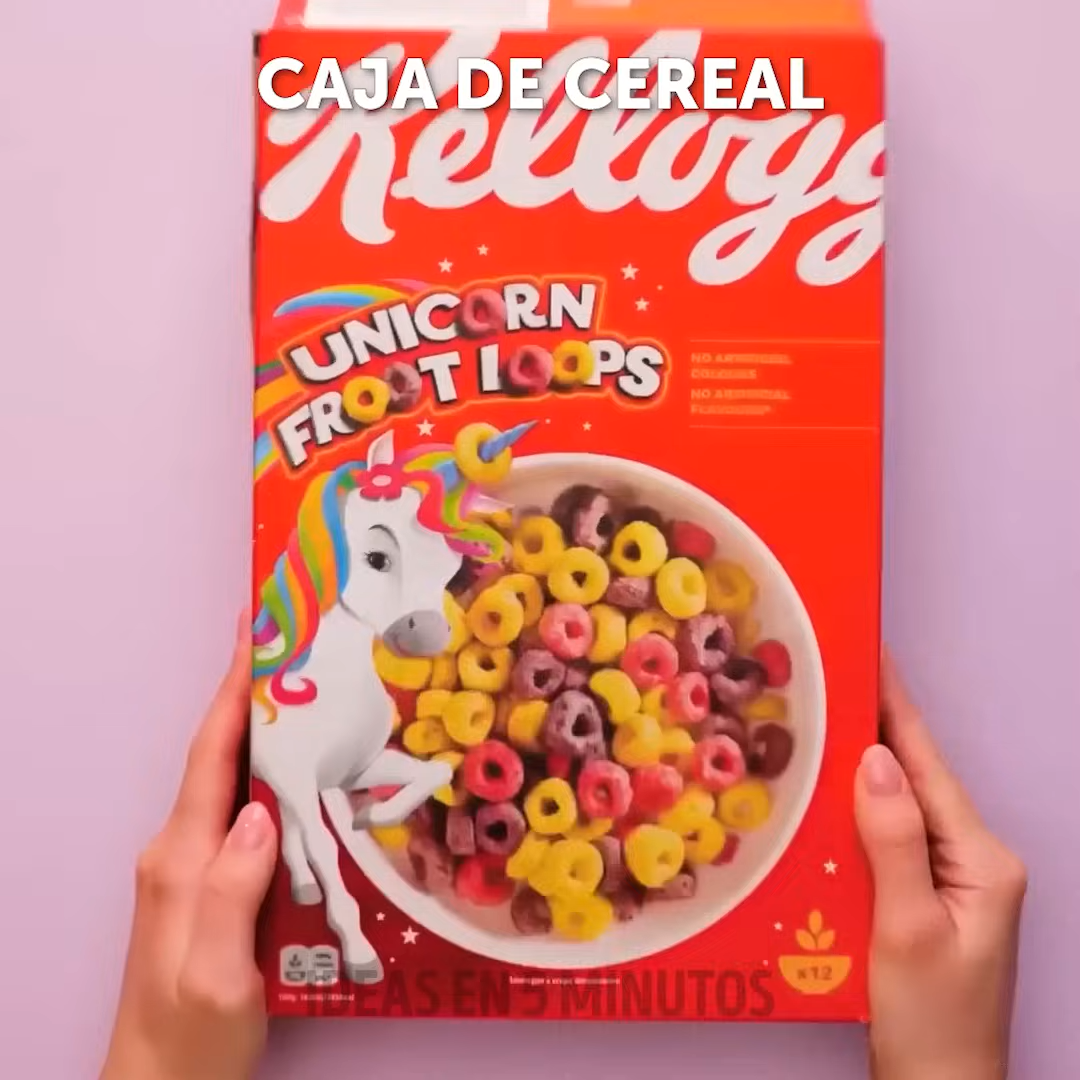 CAJA DE CEREAL
Kellogg
UNICORN
FROOT LOOPS
NO ARTIFICIAL
COLOURS
NO ARTIFICIAL
FLAVOURS*
x12
IDEAS EN 5 MINUTOS